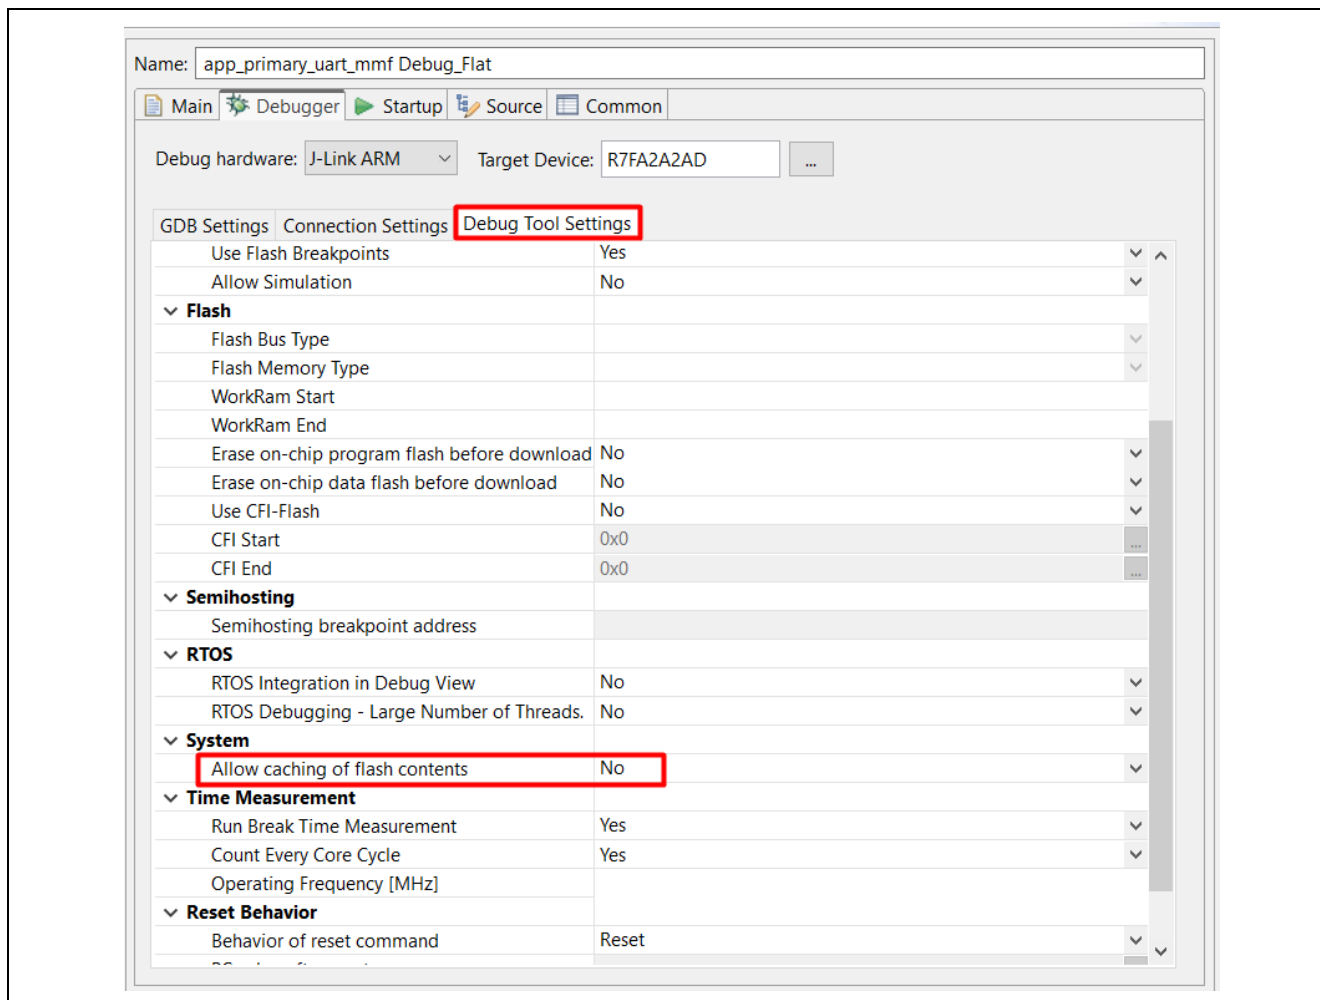 Name: app_primary_uart_mmf Debug_Flat
Main Debugger Startup Source Common
Debug hardware: J-Link ARM Target Device: R7FA2A2AD ...
GDB Settings Connection Settings Debug Tool Settings
Use Flash Breakpoints Yes
Allow Simulation No
Flash
Flash Bus Type
Flash Memory Type
WorkRam Start
WorkRam End
Erase on-chip program flash before download No
Erase on-chip data flash before download No
Use CFI-Flash No
CFI Start 0x0 ...
CFI End 0x0 ...
Semihosting
Semihosting breakpoint address
RTOS
RTOS Integration in Debug View No
RTOS Debugging - Large Number of Threads. No
System
Allow caching of flash contents No
Time Measurement
Run Break Time Measurement Yes
Count Every Core Cycle Yes
Operating Frequency [MHz]
Reset Behavior
Behavior of reset command Reset